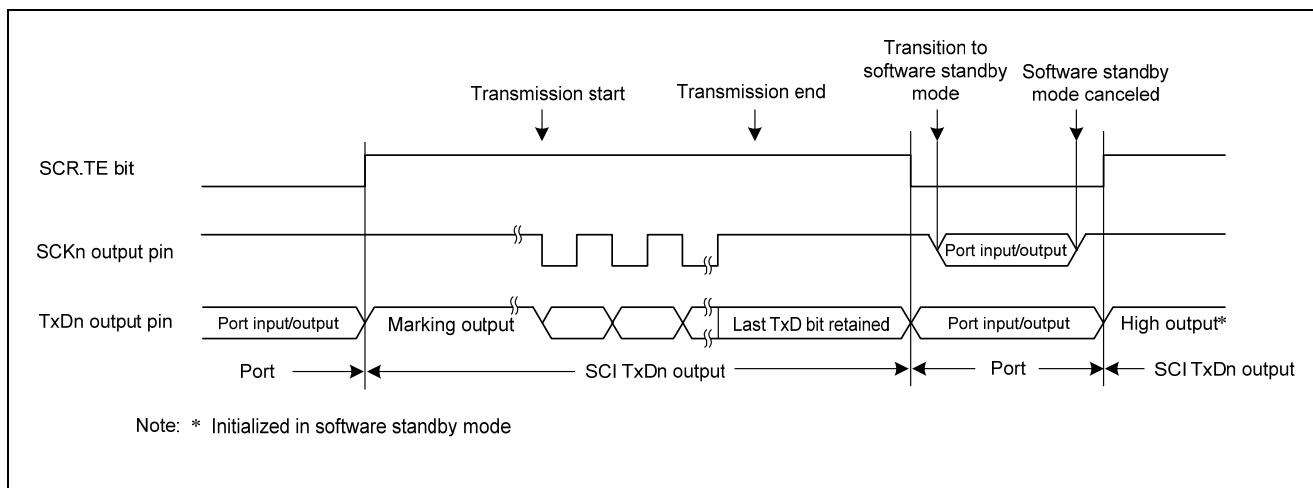 Transition to
software standby
mode
Software standby
mode canceled
Transmission start
Transmission end
SCR.TE bit
SCKn output pin
Port input/output
TxDn output pin
Port input/output
Marking output
Last TxD bit retained
Port input/output
High output*
Port
SCI TxDn output
Port
SCI TxDn output
Note: * Initialized in software standby mode